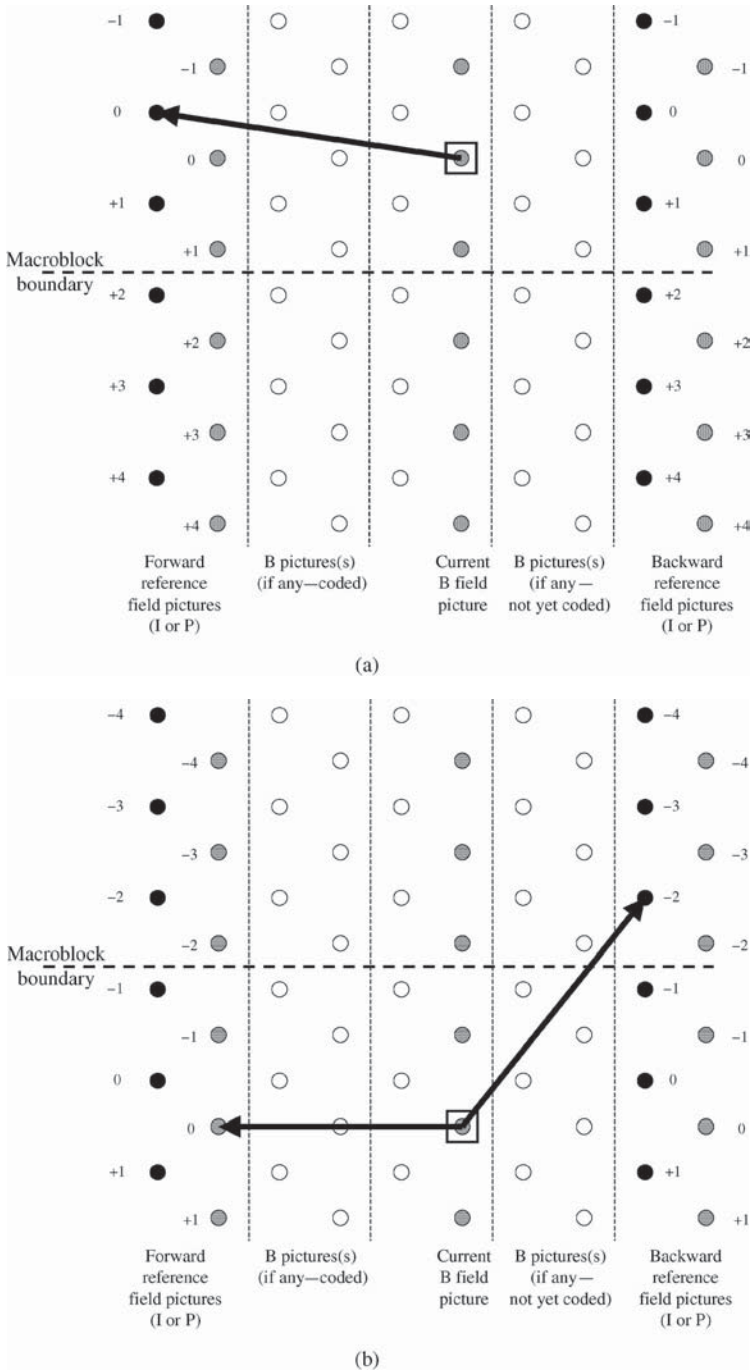 -1 -1
-1 -1
0 0
0 0
+1 +1
+1 +1
Macroblock
boundary
+2 +2
+2 +2
+3 +3
+3 +3
+4 +4
+4 +4
Forward
reference
field pictures
(I or P)
B pictures(s)
(if any—coded)
Current
B field
picture
B pictures(s)
(if any—
not yet coded)
Backward
reference
field pictures
(I or P)
(a)
-4 -4
-4 -4
-3 -3
-3 -3
-2 -2
-2 -2
Macroblock
boundary
-1 -1
-1 -1
0 0
0 0
+1 +1
+1 +1
Forward
reference
field pictures
(I or P)
B pictures(s)
(if any—coded)
Current
B field
picture
B pictures(s)
(if any—
not yet coded)
Backward
reference
field pictures
(I or P)
(b)